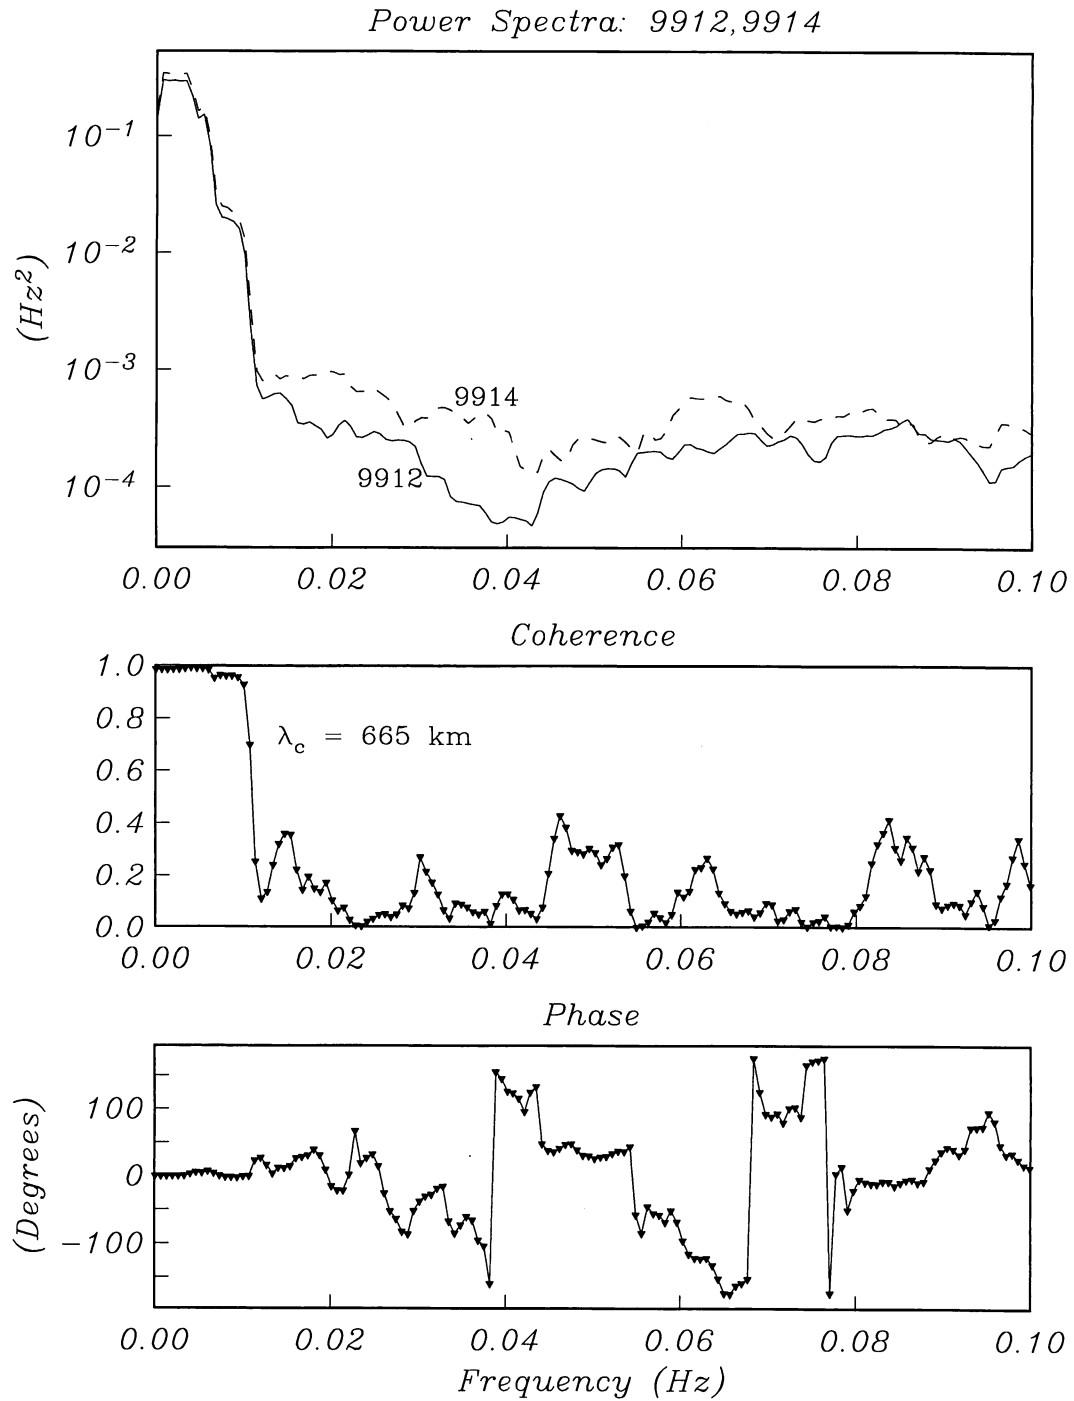 Power Spectra: 9912,9914
10⁻¹
10⁻²
10⁻³
10⁻⁴
(Hz²)
9914
9912
0.00 0.02 0.04 0.06 0.08 0.10
Coherence
1.0
0.8
0.6
0.4
0.2
0.0
λc = 665 km
0.00 0.02 0.04 0.06 0.08 0.10
Phase
100
0
−100
(Degrees)
0.00 0.02 0.04 0.06 0.08 0.10
Frequency (Hz)